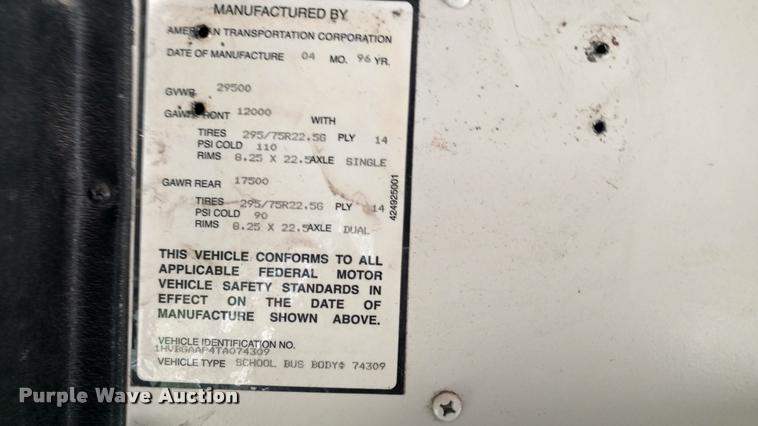 MANUFACTURED BY
AMERICAN TRANSPORTATION CORPORATION
DATE OF MANUFACTURE 04 MO. 96 YR.
GVWR 29500
GAWR FRONT 12000 WITH
TIRES 295/75R22.5G PLY 14
PSI COLD 110
RIMS 8.25 X 22.5 AXLE SINGLE
GAWR REAR 17500
TIRES 295/75R22.5G PLY 14
PSI COLD 90
RIMS 8.25 X 22.5 AXLE DUAL
424925001
THIS VEHICLE CONFORMS TO ALL
APPLICABLE FEDERAL MOTOR
VEHICLE SAFETY STANDARDS IN
EFFECT ON THE DATE OF
MANUFACTURE SHOWN ABOVE.
VEHICLE IDENTIFICATION NO.
1HVBGAAP4TA074309
VEHICLE TYPE SCHOOL BUS BODY# 74309
Purple Wave Auction